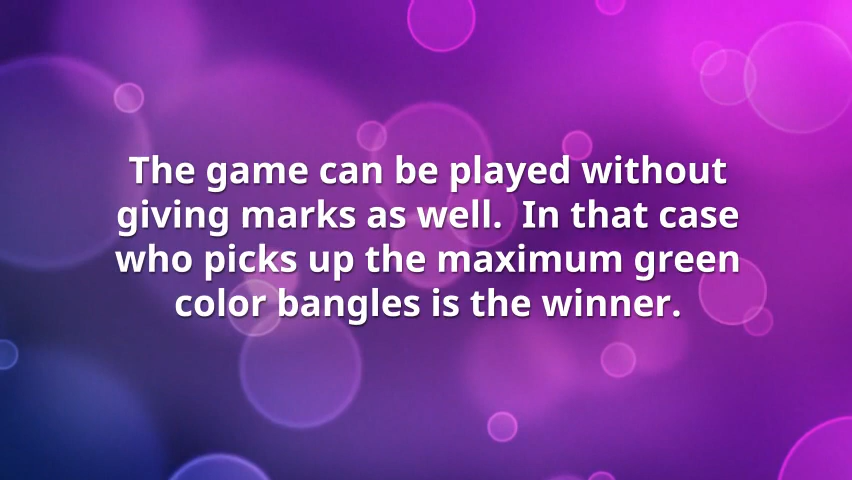 The game can be played without
giving marks as well.  In that case
who picks up the maximum green
color bangles is the winner.